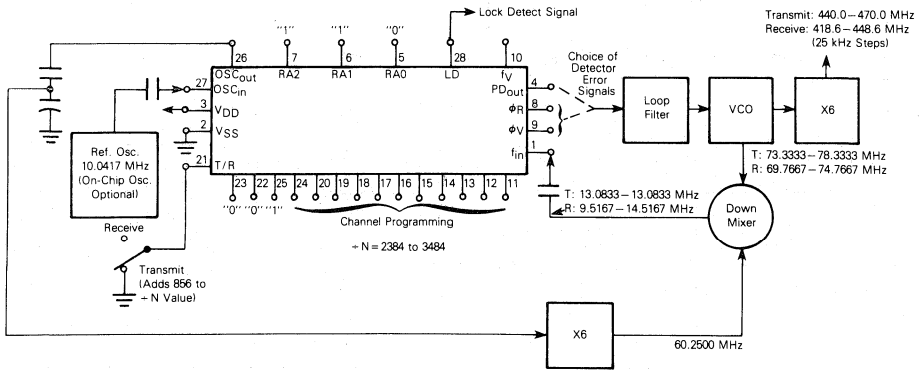 Transmit: 440.0–470.0 MHz
Receive: 418.6–448.6 MHz
(25 kHz Steps)
Lock Detect Signal
"1" "1" "0"
26 7 6 5 28 10
OSCout RA2 RA1 RA0 LD fV
27 OSCin
3 VDD
2 VSS
21 T/R
PDout 4
ϕR 8
ϕV 9
fin 1
Choice of
Detector
Error
Signals
Loop
Filter
VCO
X6
Ref. Osc.
10.0417 MHz
(On-Chip Osc.
Optional)
T: 73.3333–78.3333 MHz
R: 69.7667–74.7667 MHz
23 22 25 24 20 19 18 17 16 15 14 13 12 11
"0" "0" "1"
T: 13.0833–13.0833 MHz
R: 9.5167–14.5167 MHz
Down
Mixer
Channel Programming
÷ N = 2384 to 3484
Receive
Transmit
(Adds 856 to
÷ N Value)
X6
60.2500 MHz